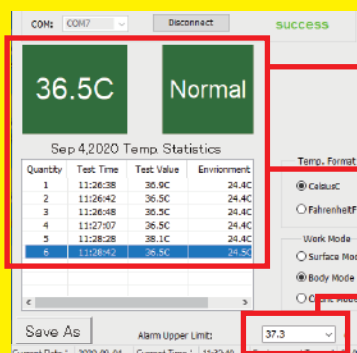 COM: COM7 Disconnect success
36.5C Normal
Sep 4,2020 Temp. Statistics
Quantity Test Time Test Value Envrionment
1 11:26:38 36.9C 24.4C
2 11:26:42 36.5C 24.4C
3 11:26:48 36.5C 24.4C
4 11:27:07 36.5C 24.4C
5 11:28:28 38.1C 24.4C
6 11:28:42 36.5C 24.5C
Temp. Format
CelsiusC
FahrenheitF
Work Mode
Surface Mod
Body Mode
Mode
Save As Alarm Upper Limit: 37.3